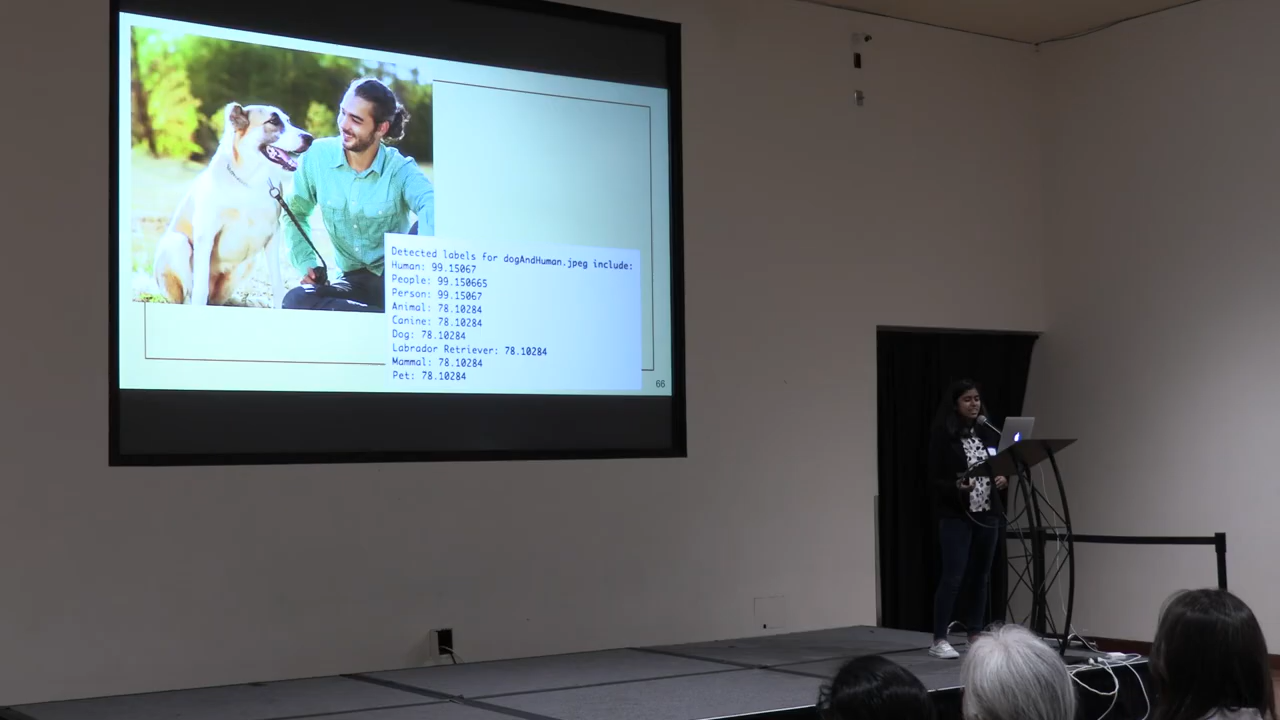 Detected labels for dogAndHuman.jpeg include:
Human: 99.15067
People: 99.150665
Person: 99.15067
Animal: 78.10284
Canine: 78.10284
Dog: 78.10284
Labrador Retriever: 78.10284
Mammal: 78.10284
Pet: 78.10284
66